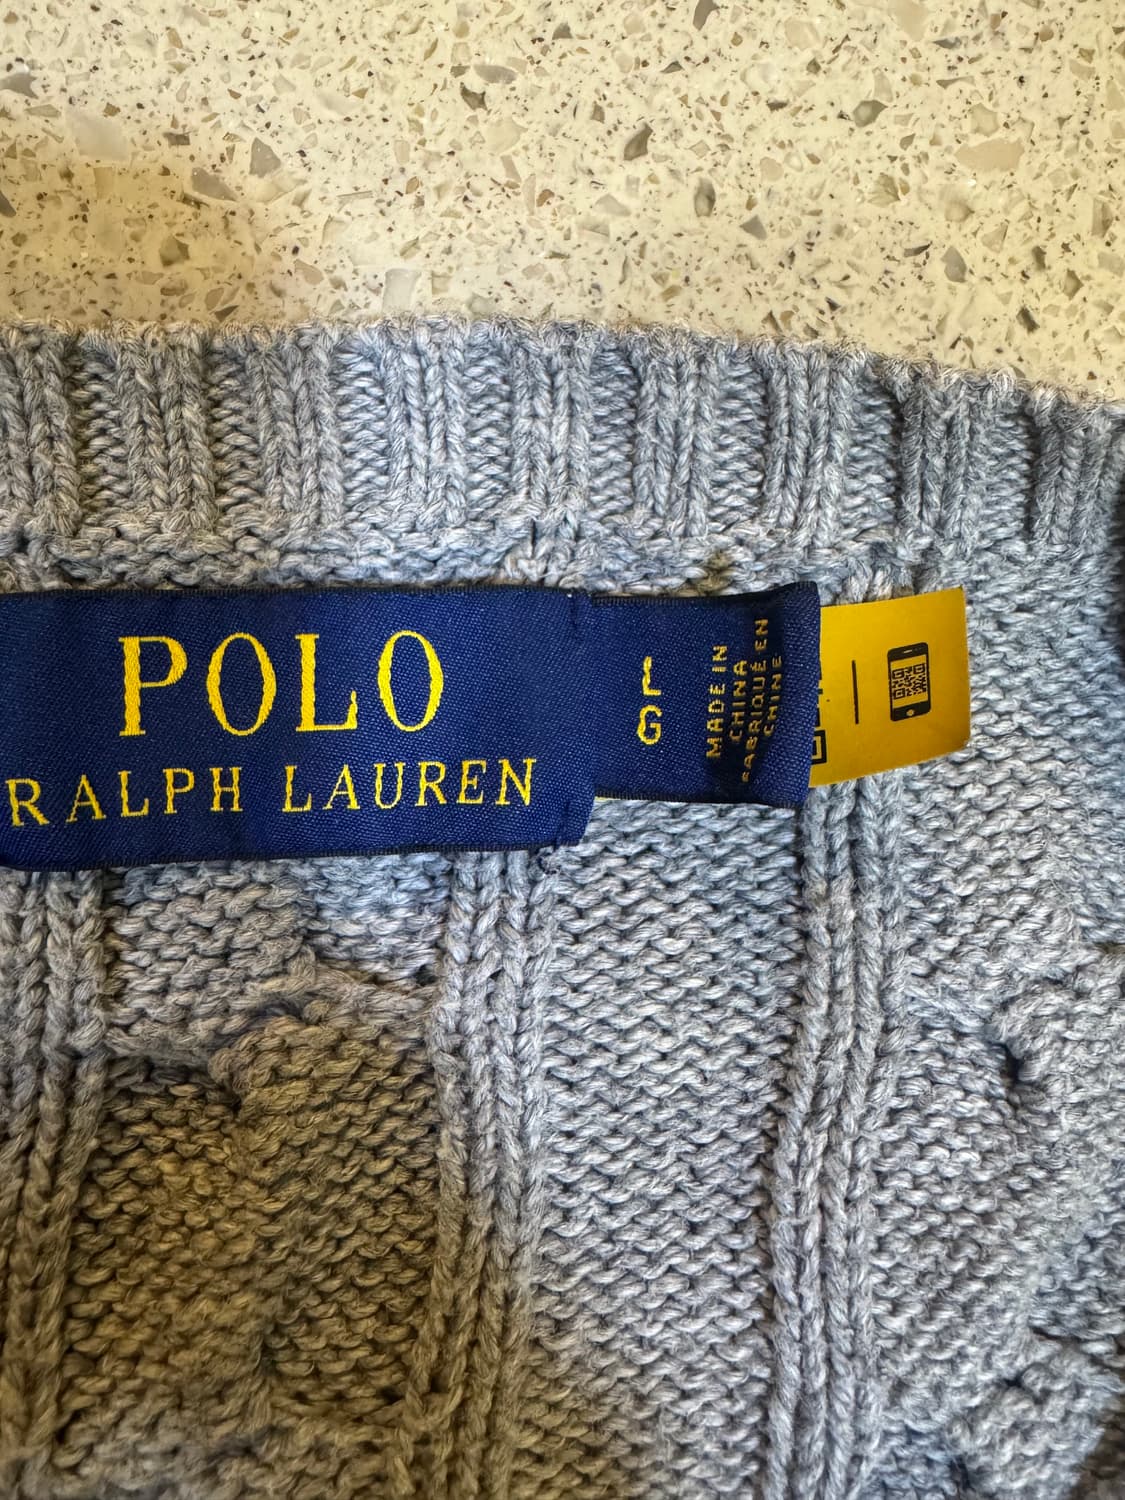 POLO
RALPH LAUREN
L
G
MADE IN
CHINA
FABRIQUÉ EN
CHINE